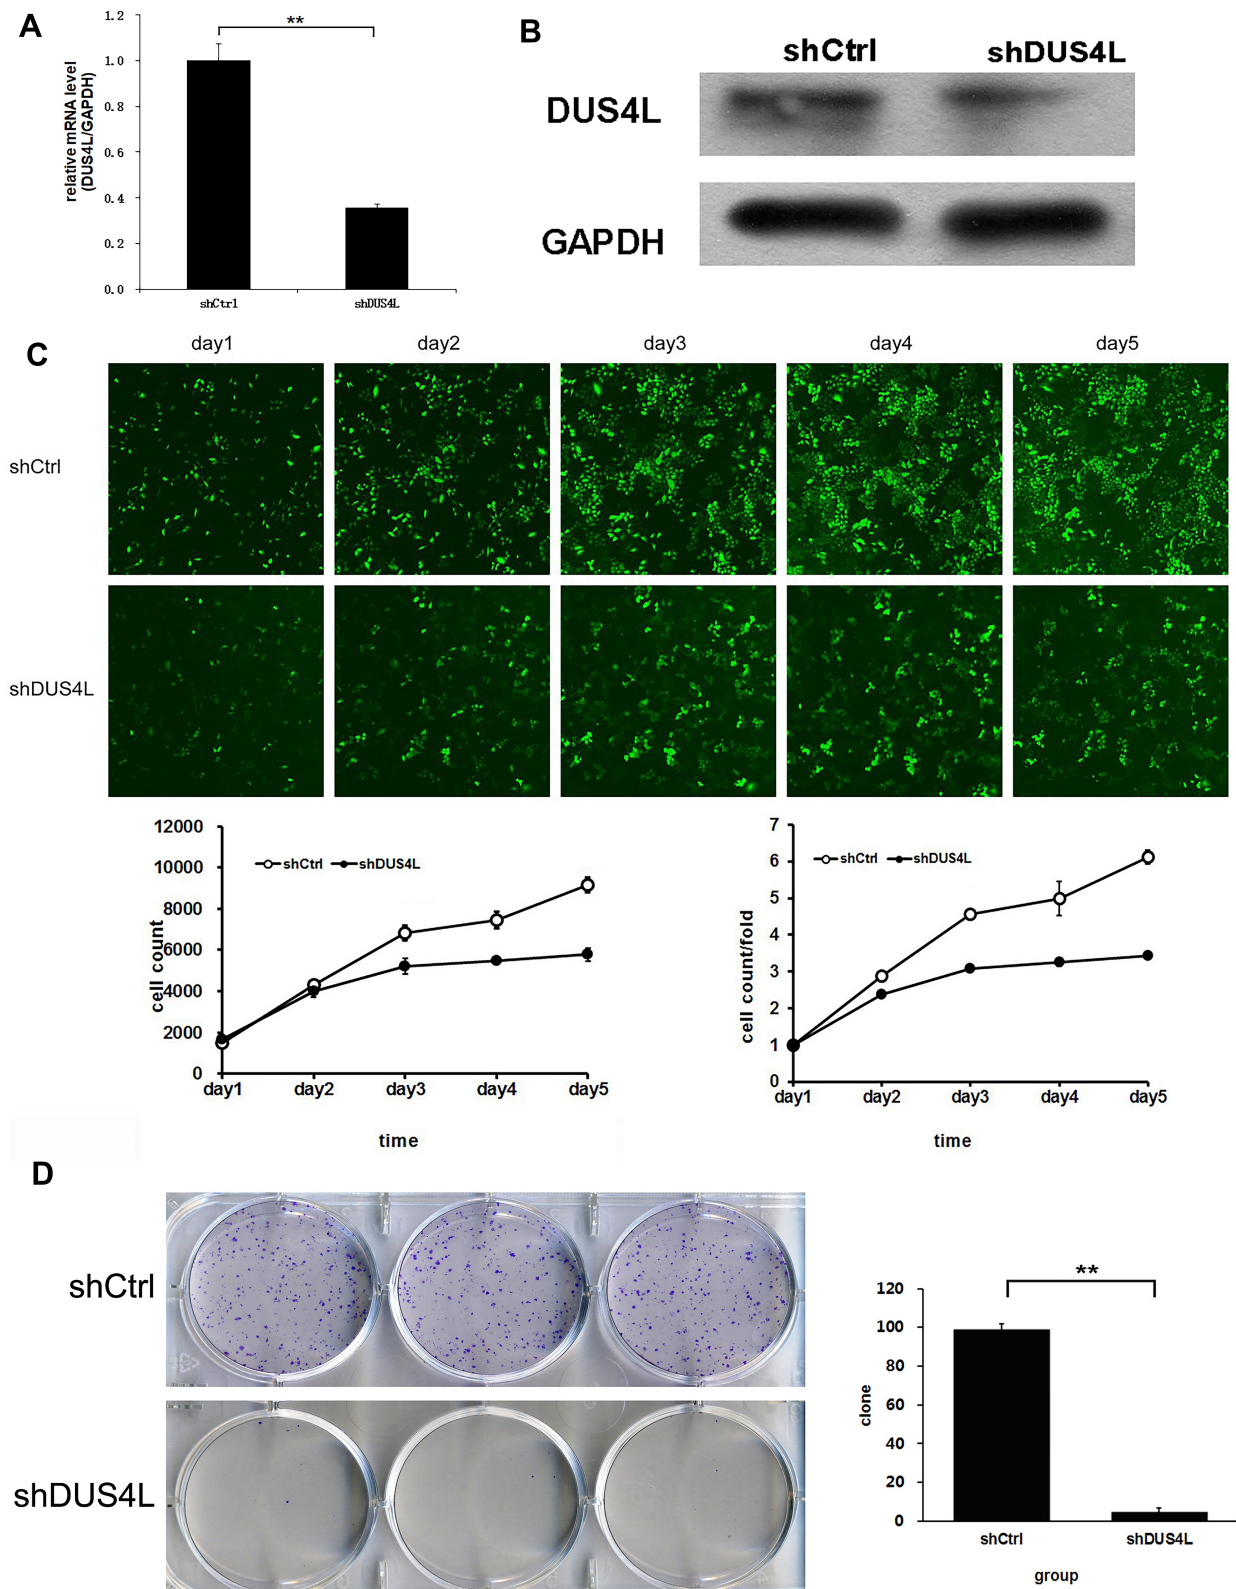 A
1.2
**
1.0
0.8
0.6
0.4
0.2
0.0
relative mRNA level
(DUS4L/GAPDH)
shCtrl
shDUS4L
B
shCtrl
shDUS4L
DUS4L
GAPDH
C
day1
day2
day3
day4
day5
shCtrl
shDUS4L
12000
10000
8000
6000
4000
2000
0
cell count
shCtrl
shDUS4L
day1
day2
day3
day4
day5
time
7
6
5
4
3
2
1
0
cell count/fold
shCtrl
shDUS4L
day1
day2
day3
day4
day5
time
D
shCtrl
shDUS4L
**
120
100
80
60
40
20
0
clone
shCtrl
shDUS4L
group